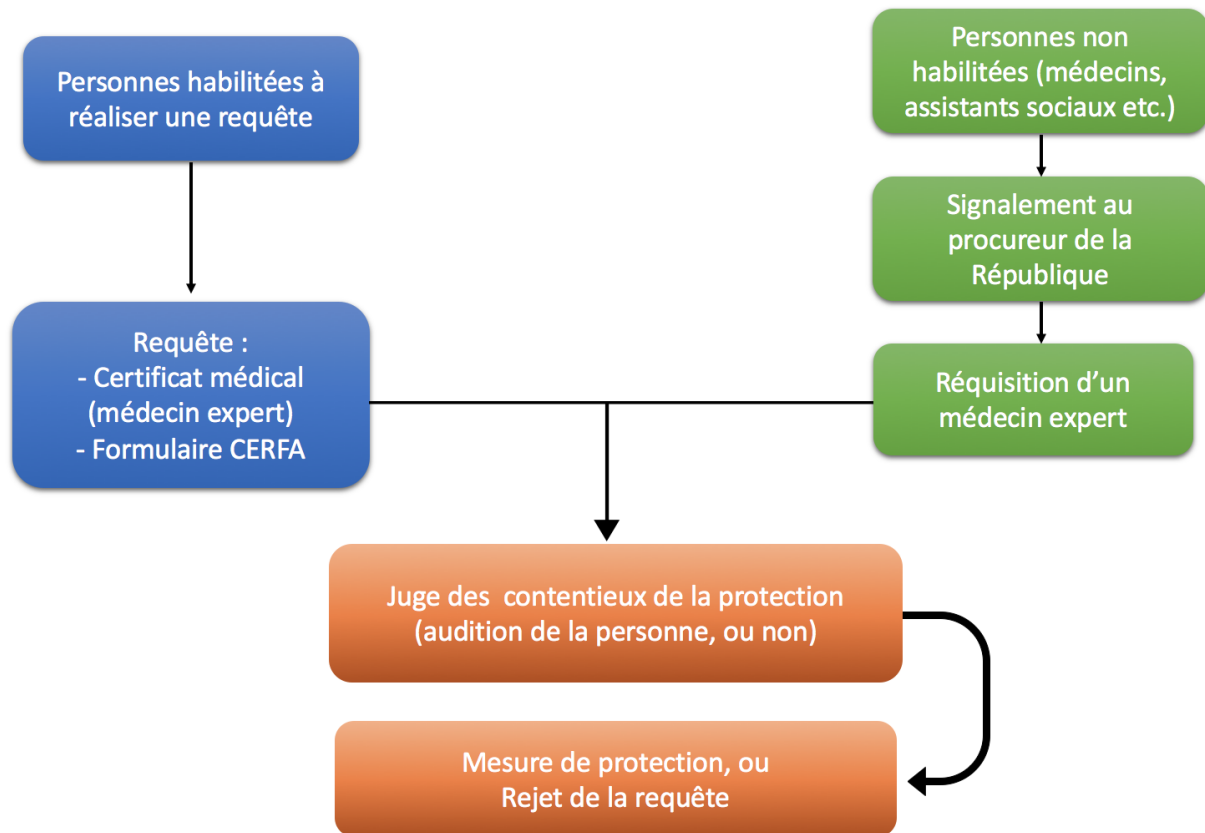 Personnes habilitées à
réaliser une requête
Personnes non
habilitées (médecins,
assistants sociaux etc.)
Signalement au
procureur de la
République
Requête :
- Certificat médical
(médecin expert)
- Formulaire CERFA
Réquisition d’un
médecin expert
Juge des contentieux de la protection
(audition de la personne, ou non)
Mesure de protection, ou
Rejet de la requête